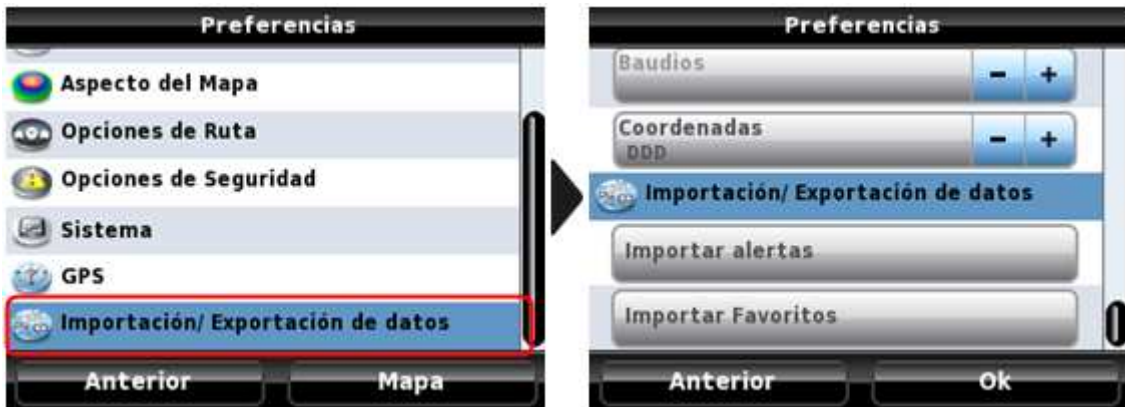 Preferencias
Aspecto del Mapa
Opciones de Ruta
Opciones de Seguridad
Sistema
GPS
Importación/ Exportación de datos
Anterior
Mapa
Preferencias
Baudios
- +
Coordenadas
- +
DDD
Importación/ Exportación de datos
Importar alertas
Importar Favoritos
Anterior
Ok